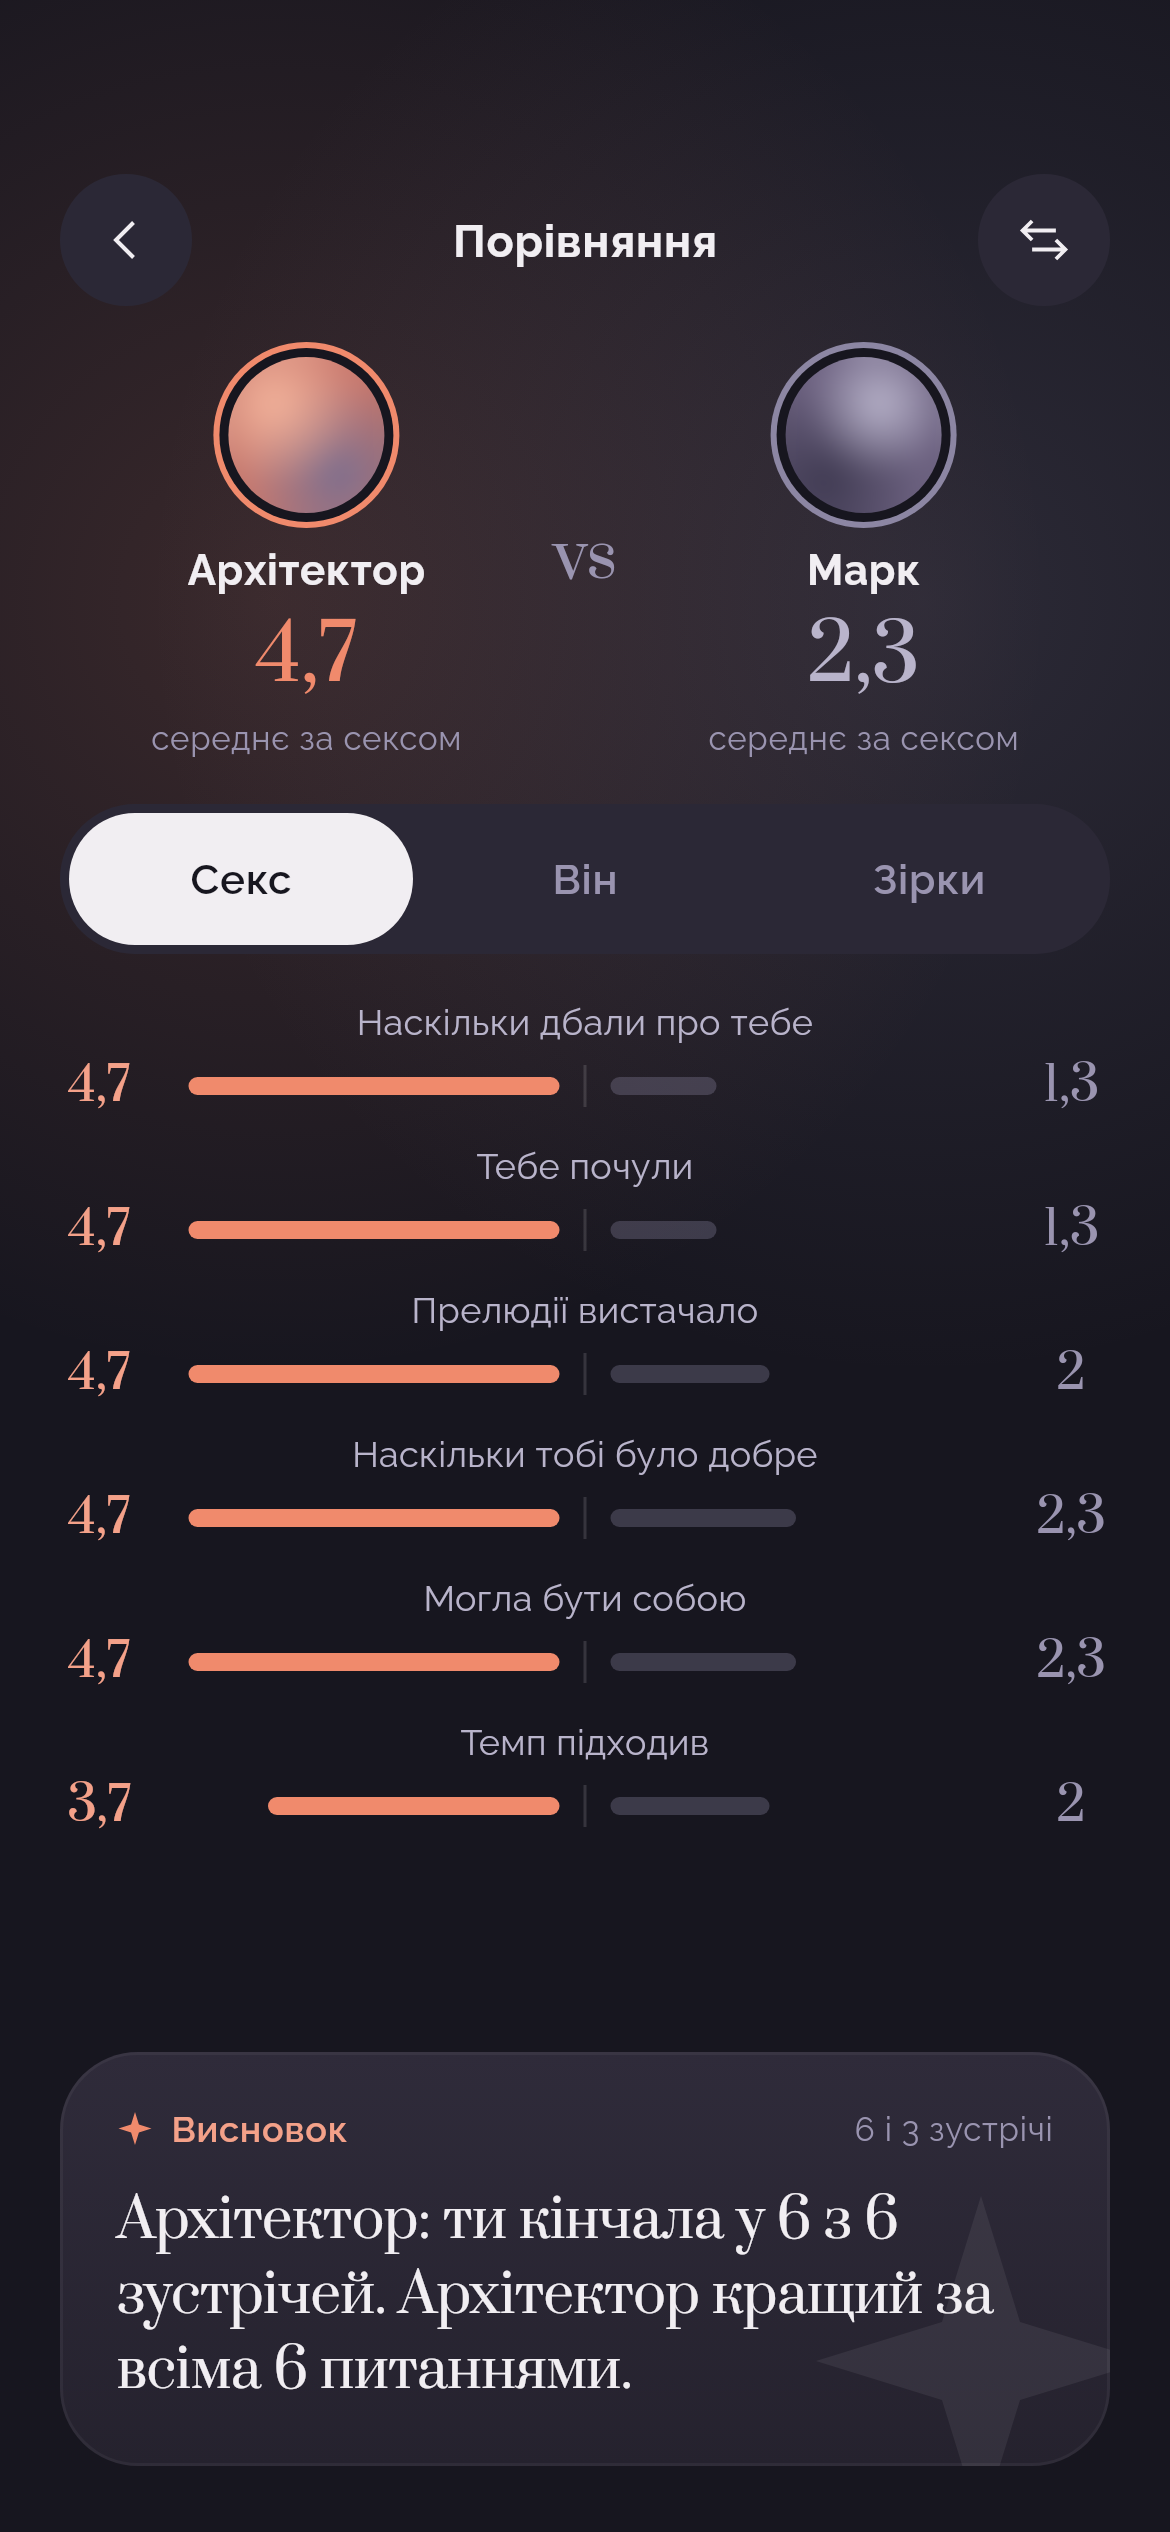 Порівняння
Архітектор
VS
Марк
4,7
2,3
середнє за сексом
середнє за сексом
Секс
Він
Зірки
Наскільки дбали про тебе
4,7
1,3
Тебе почули
4,7
1,3
Прелюдії вистачало
4,7
2
Наскільки тобі було добре
4,7
2,3
Могла бути собою
4,7
2,3
Темп підходив
3,7
2
Висновок
6 і 3 зустрічі
Архітектор: ти кінчала у 6 з 6
зустрічей. Архітектор кращий за
всіма 6 питаннями.